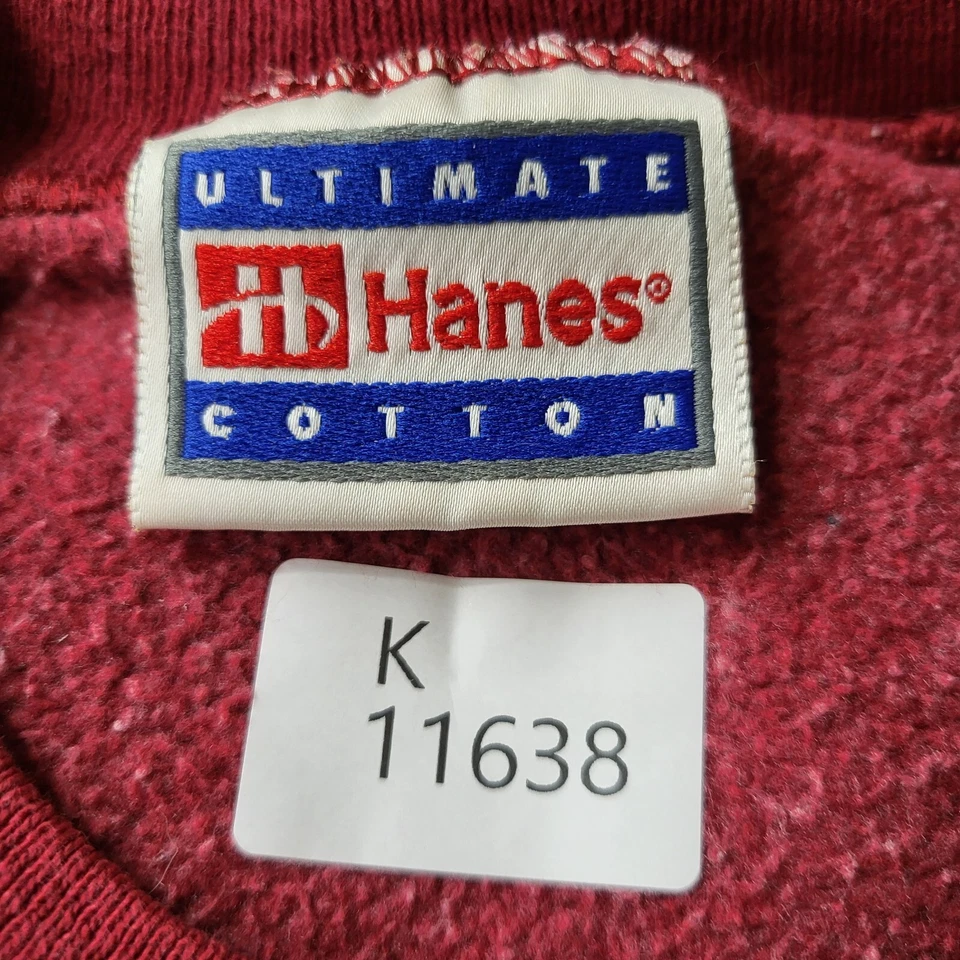 ULTIMATE
H Hanes®
COTTON
K
11638